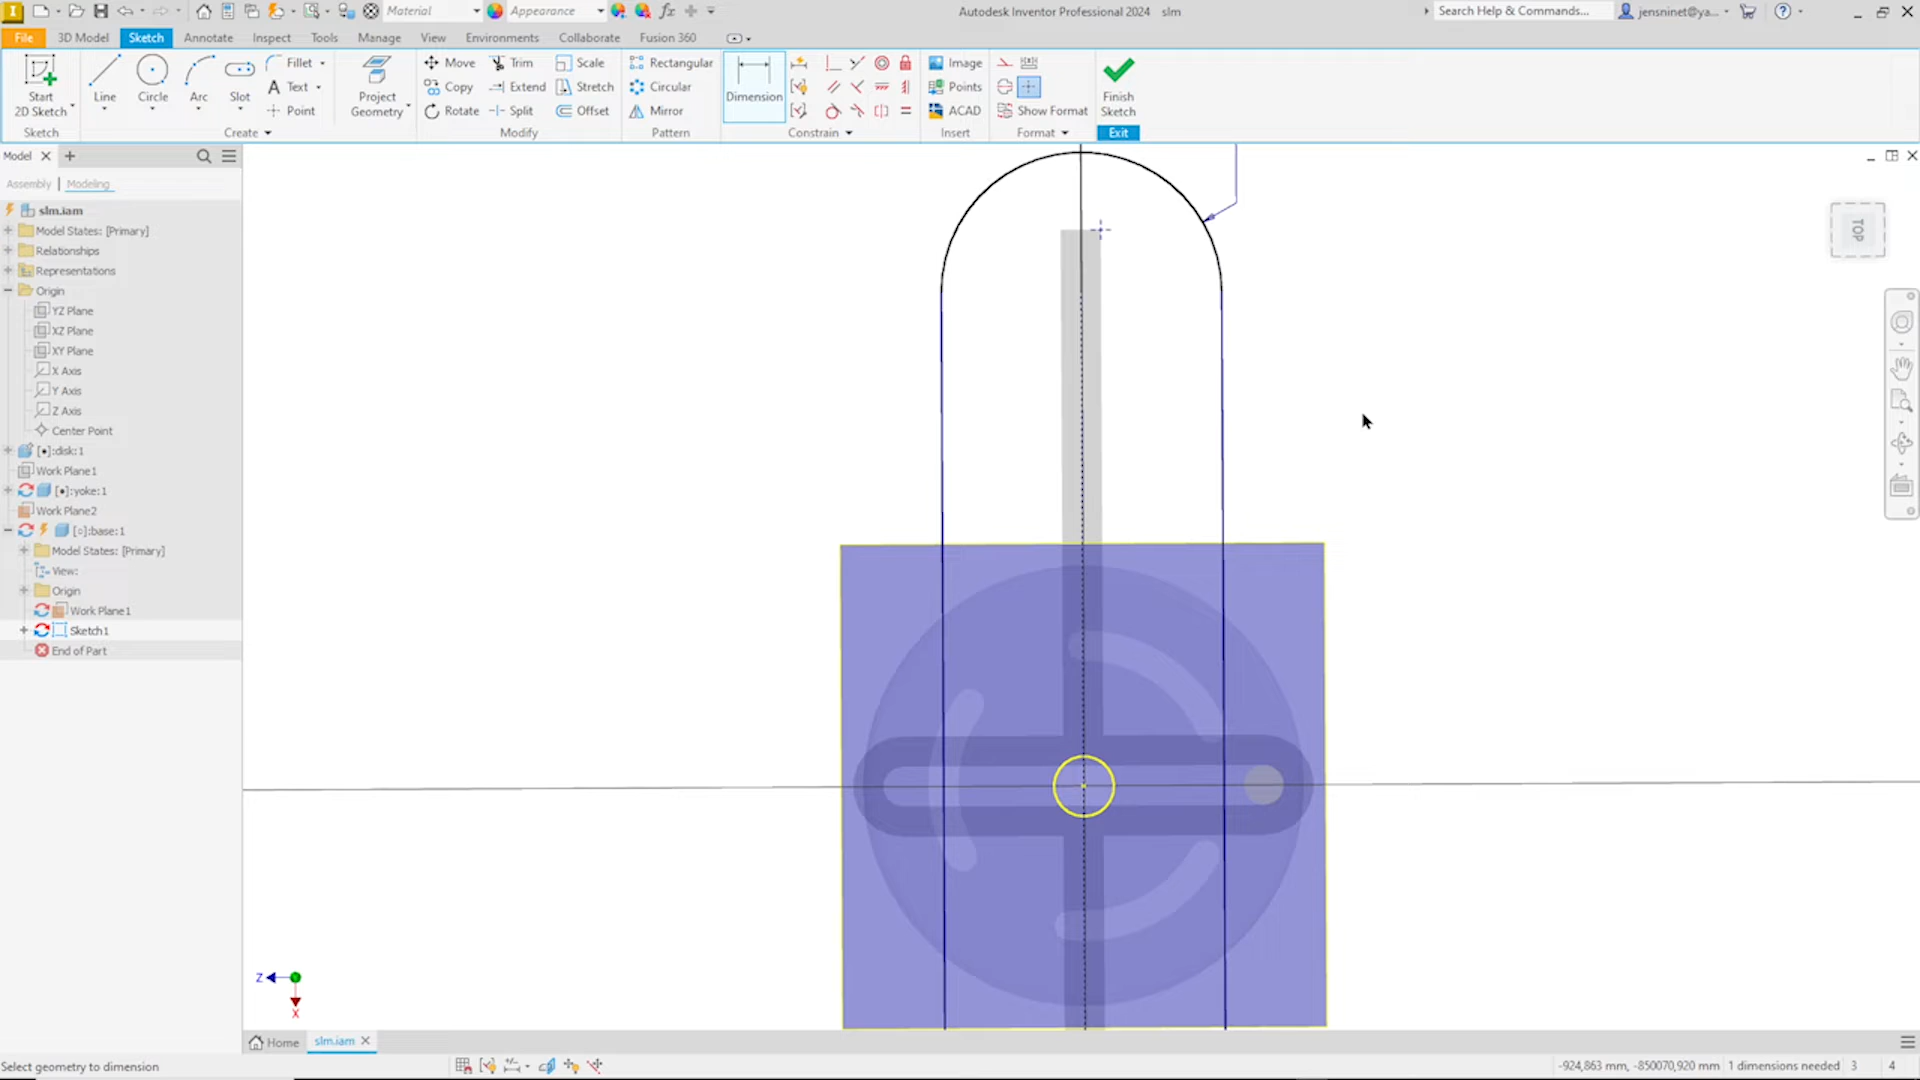 Material
Appearance
Autodesk Inventor Professional 2024 slm
Search Help & Commands...
jensninet@ya...
File
3D Model
Sketch
Annotate
Inspect
Tools
Manage
View
Environments
Collaborate
Fusion 360
Start
2D Sketch
Line
Circle
Arc
Slot
Fillet
Text
Point
Project
Geometry
Move
Copy
Rotate
Trim
Extend
Split
Scale
Stretch
Offset
Rectangular
Circular
Mirror
Dimension
Image
Points
ACAD
Show Format
Finish
Sketch
Sketch
Create
Modify
Pattern
Constrain
Insert
Format
Exit
Model
Assembly | Modeling
slm.iam
Model States: [Primary]
Relationships
Representations
Origin
YZ Plane
XZ Plane
XY Plane
X Axis
Y Axis
Z Axis
Center Point
[•]:disk:1
Work Plane1
[•]:yoke:1
Work Plane2
[○]:base:1
Model States: [Primary]
View:
Origin
Work Plane1
Sketch1
End of Part
TOP
Z
X
Home
slm.iam
Select geometry to dimension
-924,863 mm, -850070,920 mm 1 dimensions needed 3 4